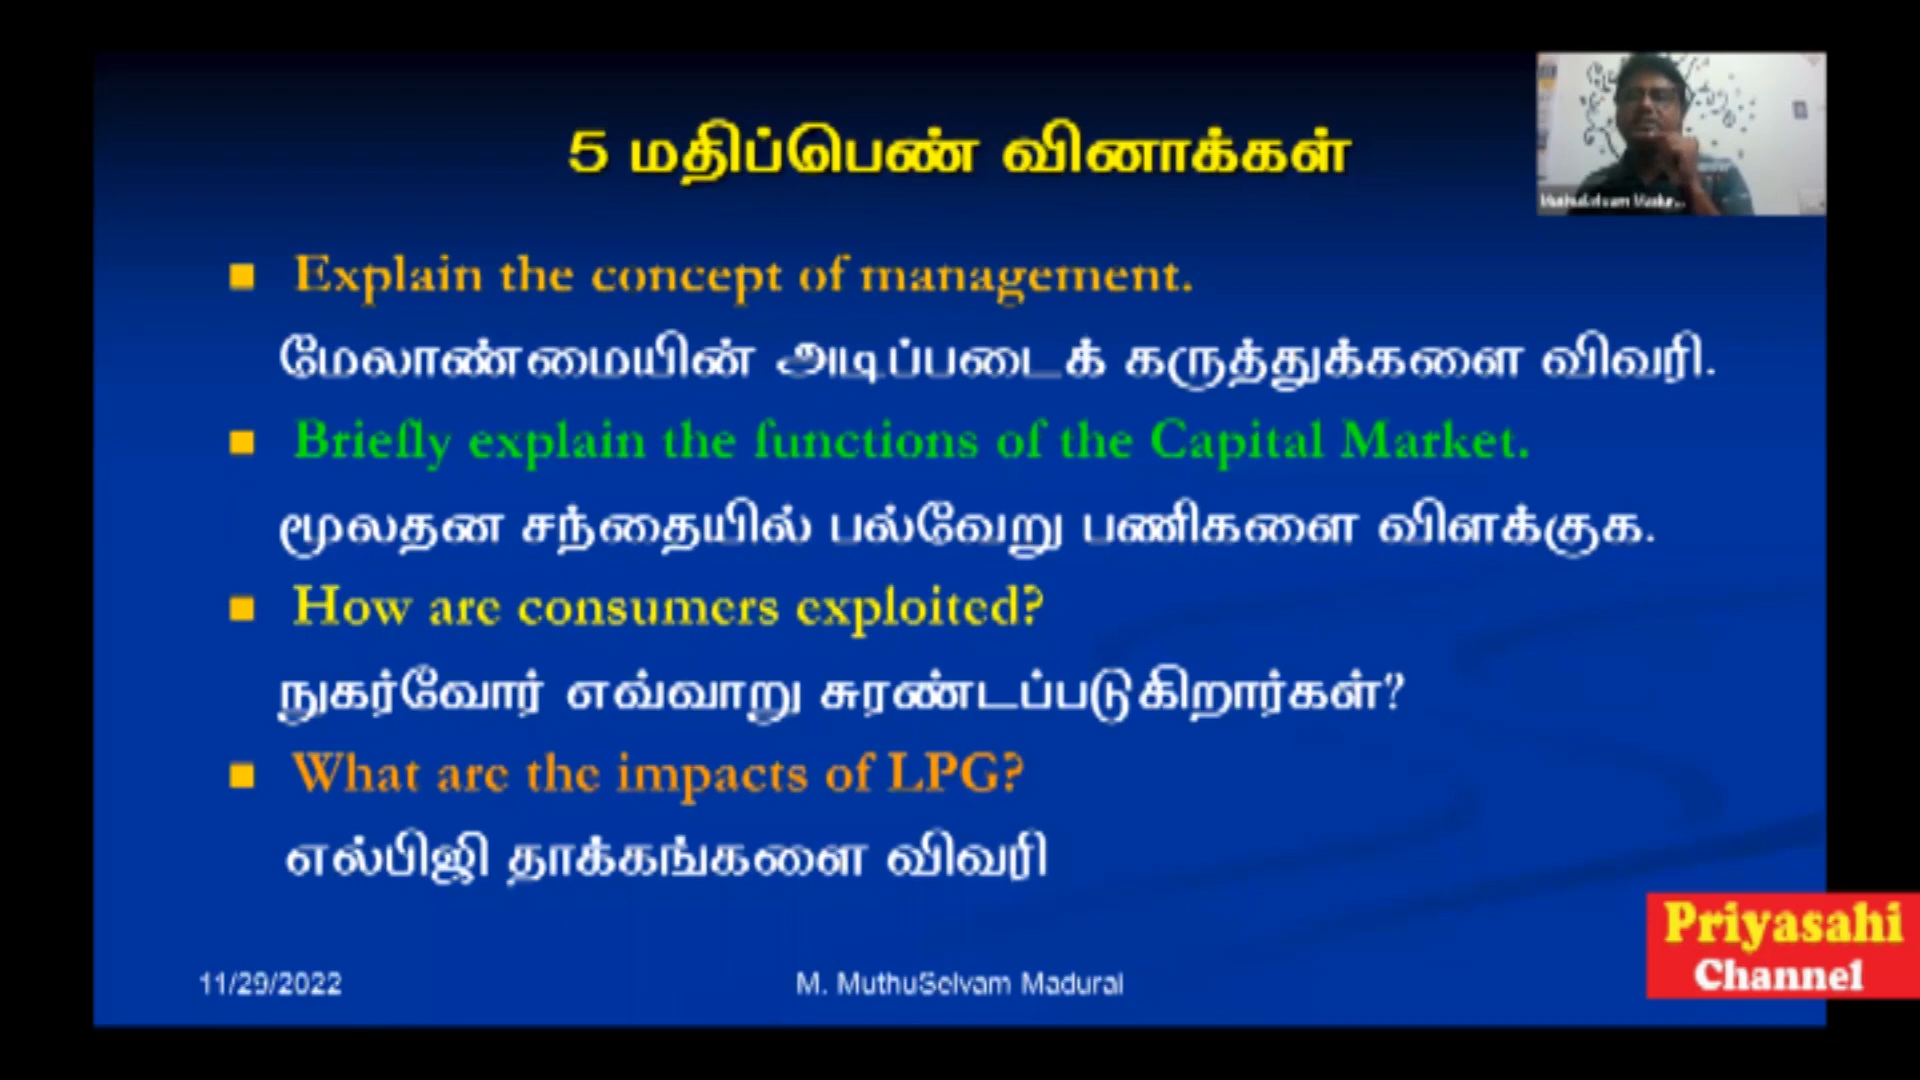 5 மதிப்பெண் வினாக்கள்
Explain the concept of management.
மேலாண்மையின் அடிப்படைக் கருத்துக்களை விவரி.
Briefly explain the functions of the Capital Market.
மூலதன சந்தையில் பல்வேறு பணிகளை விளக்குக.
How are consumers exploited?
நுகர்வோர் எவ்வாறு சுரண்டப்படுகிறார்கள்?
What are the impacts of LPG?
எல்பிஜி தாக்கங்களை விவரி
11/29/2022
M. MuthuSelvam Madurai
MuthuSelvam Madur...
Priyasahi
Channel